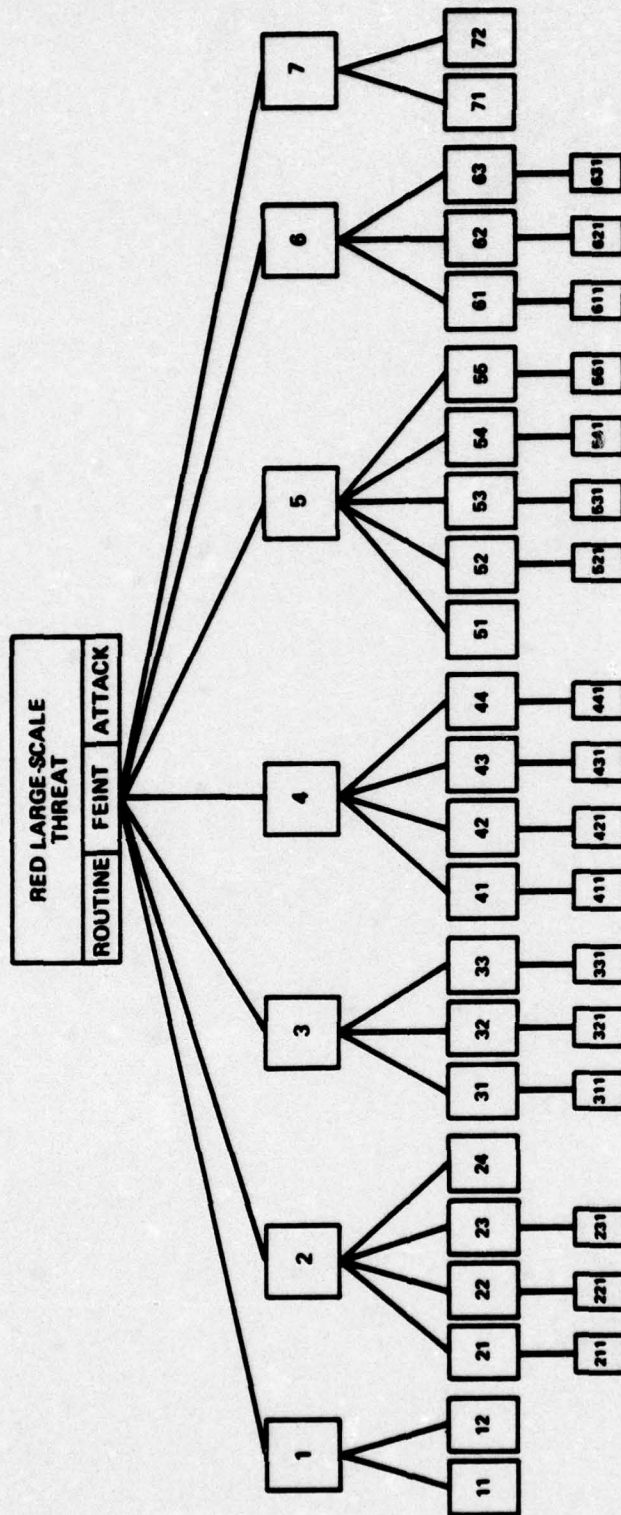 RED LARGE-SCALE
THREAT
ROUTINE FEINT ATTACK
1 2 3 4 5 6 7
11 12 21 22 23 24 31 32 33 41 42 43 44 51 52 53 54 55 61 62 63 71 72
211 221 231 311 321 331 411 421 431 441 521 531 541 551 611 621 631